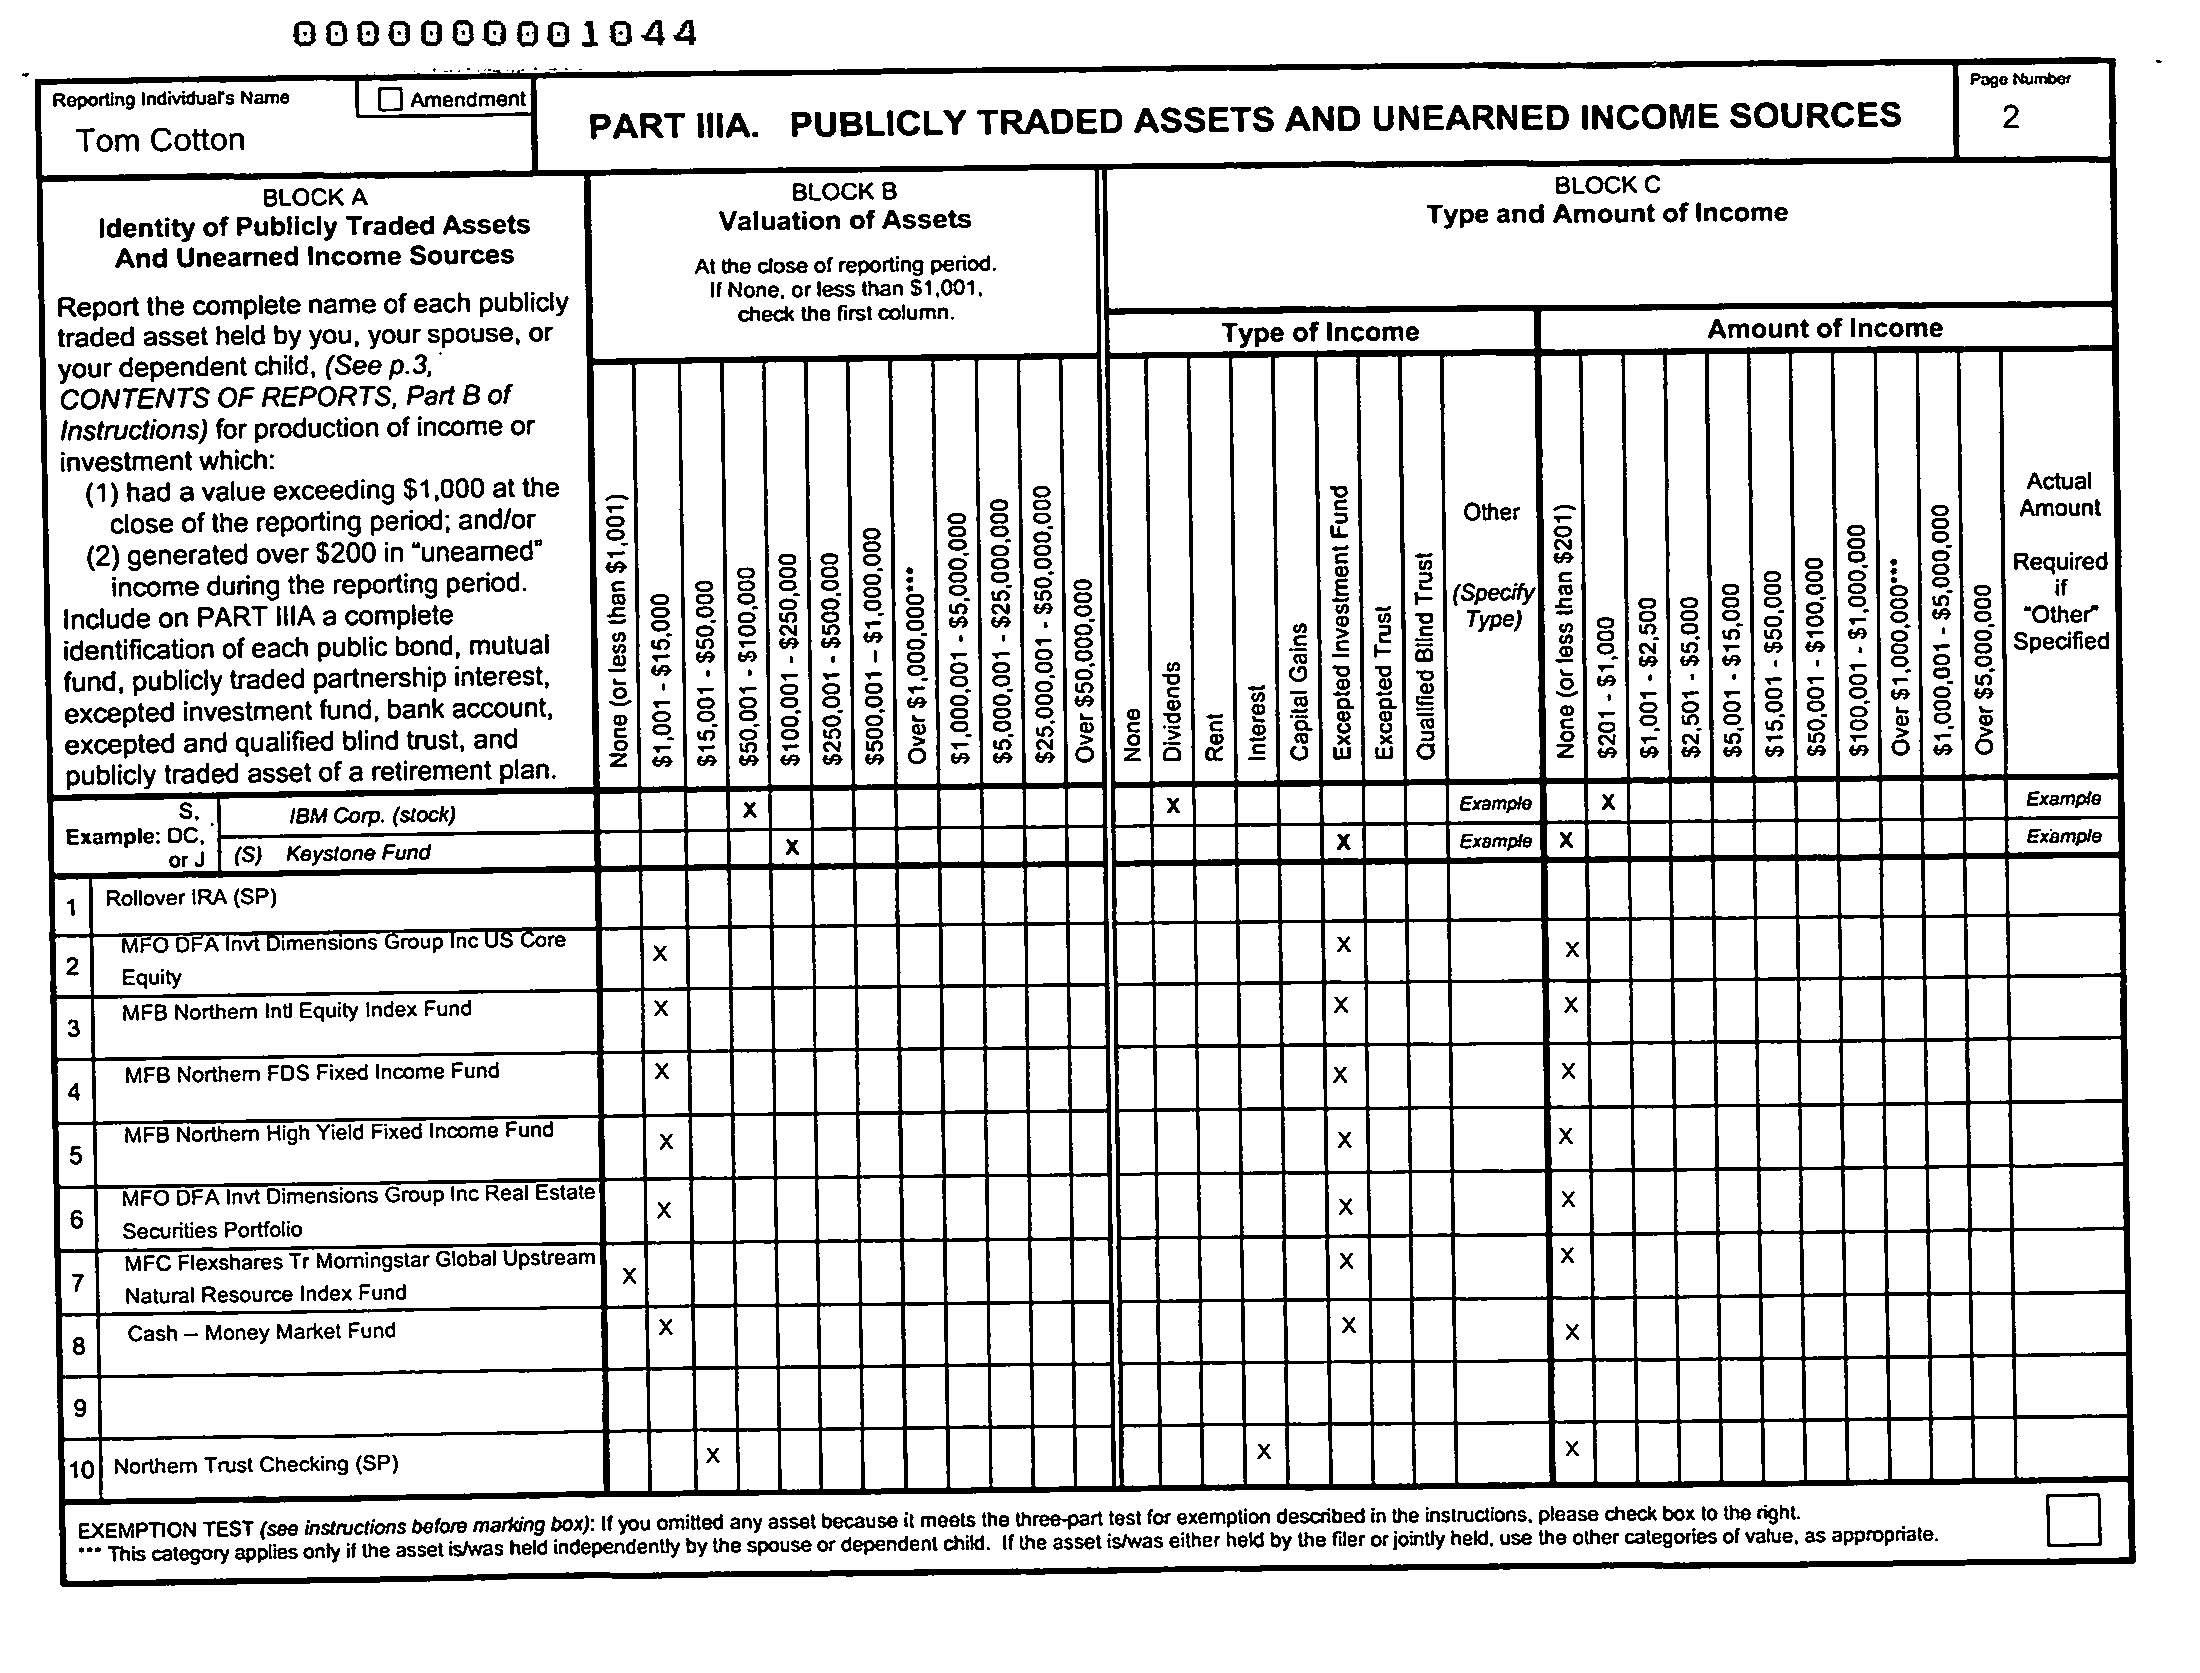 0000000001044
Reporting Individual's Name
Amendment
Tom Cotton
PART IIIA. PUBLICLY TRADED ASSETS AND UNEARNED INCOME SOURCES
Page Number
2
BLOCK A
Identity of Publicly Traded Assets
And Unearned Income Sources
Report the complete name of each publicly
traded asset held by you, your spouse, or
your dependent child, (See p.3,
CONTENTS OF REPORTS, Part B of
Instructions) for production of income or
investment which:
(1) had a value exceeding $1,000 at the
close of the reporting period; and/or
(2) generated over $200 in "unearned"
income during the reporting period.
Include on PART IIIA a complete
identification of each public bond, mutual
fund, publicly traded partnership interest,
excepted investment fund, bank account,
excepted and qualified blind trust, and
publicly traded asset of a retirement plan.
BLOCK B
Valuation of Assets
At the close of reporting period.
If None, or less than $1,001,
check the first column.
None (or less than $1,001)
$1,001 - $15,000
$15,001 - $50,000
$50,001 - $100,000
$100,001 - $250,000
$250,001 - $500,000
$500,001 – $1,000,000
Over $1,000,000***
$1,000,001 - $5,000,000
$5,000,001 - $25,000,000
$25,000,001 - $50,000,000
Over $50,000,000
BLOCK C
Type and Amount of Income
Type of Income
None
Dividends
Rent
Interest
Capital Gains
Excepted Investment Fund
Excepted Trust
Qualified Blind Trust
Other
(Specify
Type)
Amount of Income
None (or less than $201)
$201 - $1,000
$1,001 - $2,500
$2,501 - $5,000
$5,001 - $15,000
$15,001 - $50,000
$50,001 - $100,000
$100,001 - $1,000,000
Over $1,000,000***
$1,000,001 - $5,000,000
Over $5,000,000
Actual
Amount
Required
if
"Other"
Specified
Example: S, DC, or J
IBM Corp. (stock) X X Example X Example
(S) Keystone Fund X X Example X Example
1 Rollover IRA (SP)
2 MFO DFA Invt Dimensions Group Inc US Core
Equity X X X
3 MFB Northern Intl Equity Index Fund X X X
4 MFB Northern FDS Fixed Income Fund X X X
5 MFB Northern High Yield Fixed Income Fund X X X
6 MFO DFA Invt Dimensions Group Inc Real Estate
Securities Portfolio X X X
7 MFC Flexshares Tr Morningstar Global Upstream
Natural Resource Index Fund X X X
8 Cash – Money Market Fund X X X
9
10 Northern Trust Checking (SP) X X X
EXEMPTION TEST (see instructions before marking box): If you omitted any asset because it meets the three-part test for exemption described in the instructions, please check box to the right.
*** This category applies only if the asset is/was held independently by the spouse or dependent child. If the asset is/was either held by the filer or jointly held, use the other categories of value, as appropriate.